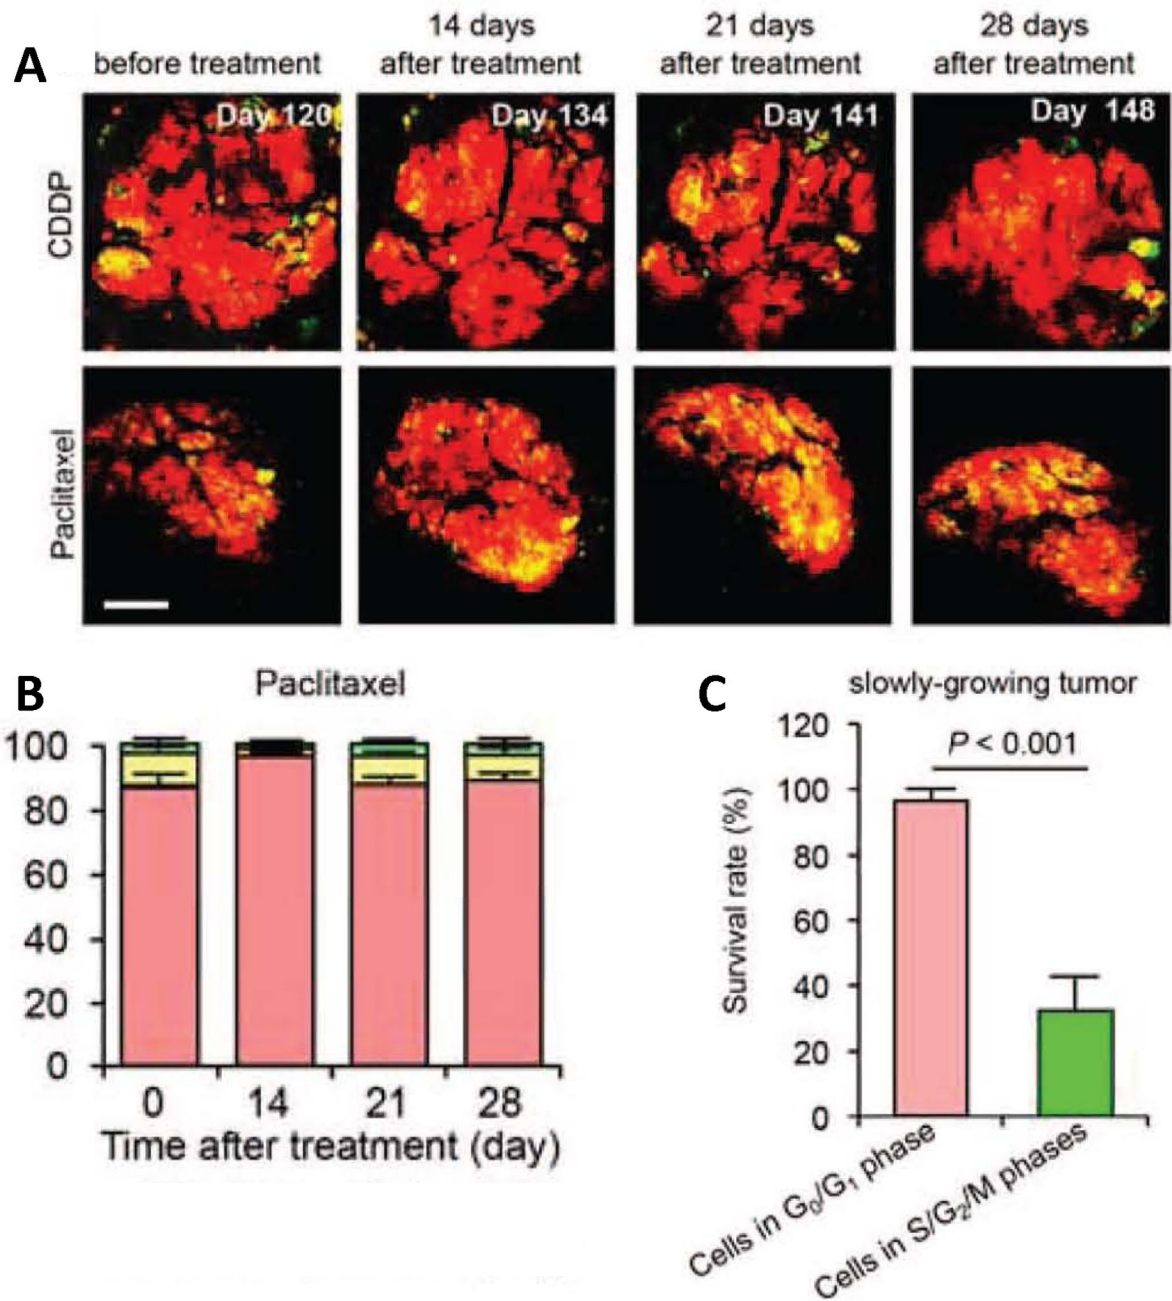 A
before treatment
14 days
after treatment
21 days
after treatment
28 days
after treatment
CDDP
Day 120
Day 134
Day 141
Day 148
Paclitaxel
B
Paclitaxel
100
80
60
40
20
0
0 14 21 28
Time after treatment (day)
C
slowly-growing tumor
P < 0.001
Survival rate (%)
120
100
80
60
40
20
0
Cells in G0/G1 phase
Cells in S/G2/M phases